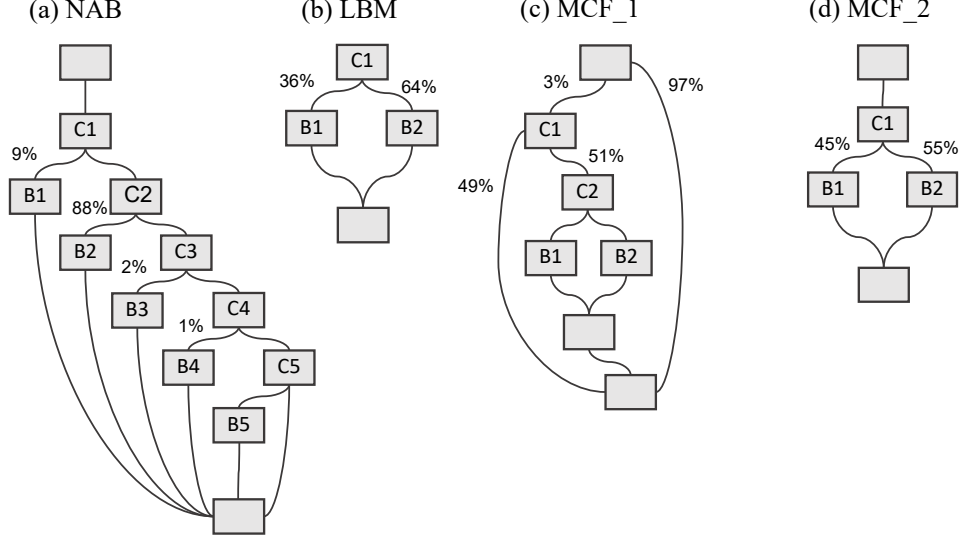 (a) NAB
C1
9%
B1
C2
88%
B2
C3
2%
B3
C4
1%
B4
C5
B5
(b) LBM
C1
36%
64%
B1
B2
(c) MCF_1
3%
97%
C1
51%
49%
C2
B1
B2
(d) MCF_2
C1
45%
55%
B1
B2